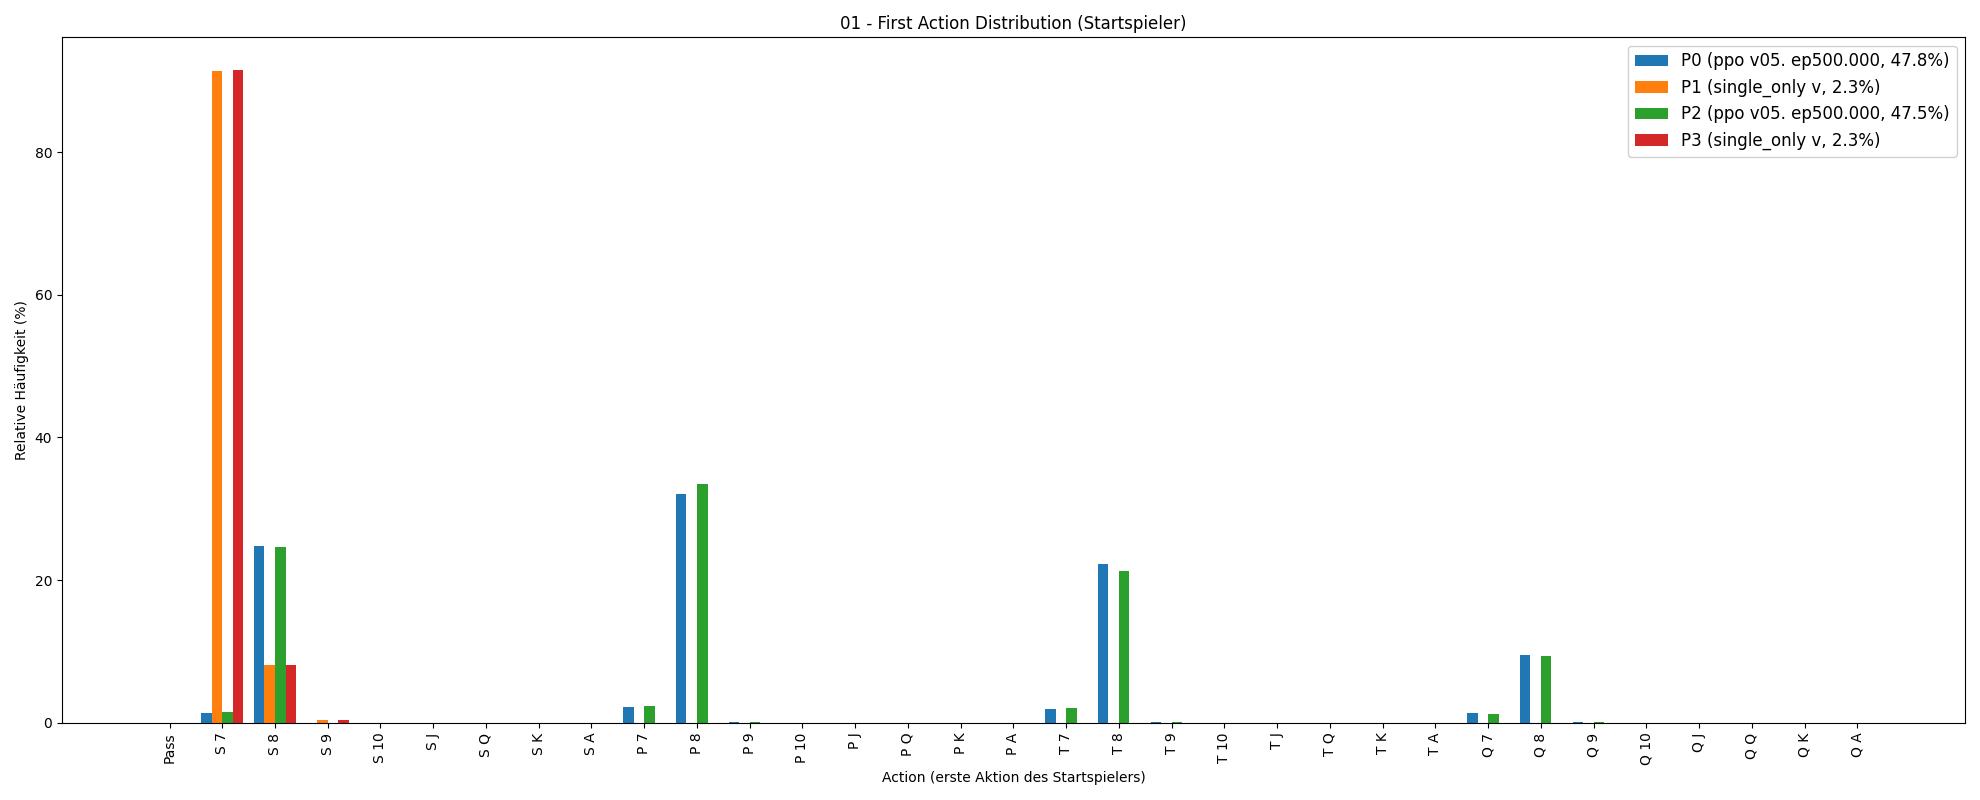 01 - First Action Distribution (Startspieler)
P0 (ppo v05. ep500.000, 47.8%)
P1 (single_only v, 2.3%)
P2 (ppo v05. ep500.000, 47.5%)
P3 (single_only v, 2.3%)
Relative Häufigkeit (%)
80
60
40
20
0
Pass
S 7
S 8
S 9
S 10
S J
S Q
S K
S A
P 7
P 8
P 9
P 10
P J
P Q
P K
P A
T 7
T 8
T 9
T 10
T J
T Q
T K
T A
Q 7
Q 8
Q 9
Q 10
Q J
Q Q
Q K
Q A
Action (erste Aktion des Startspielers)